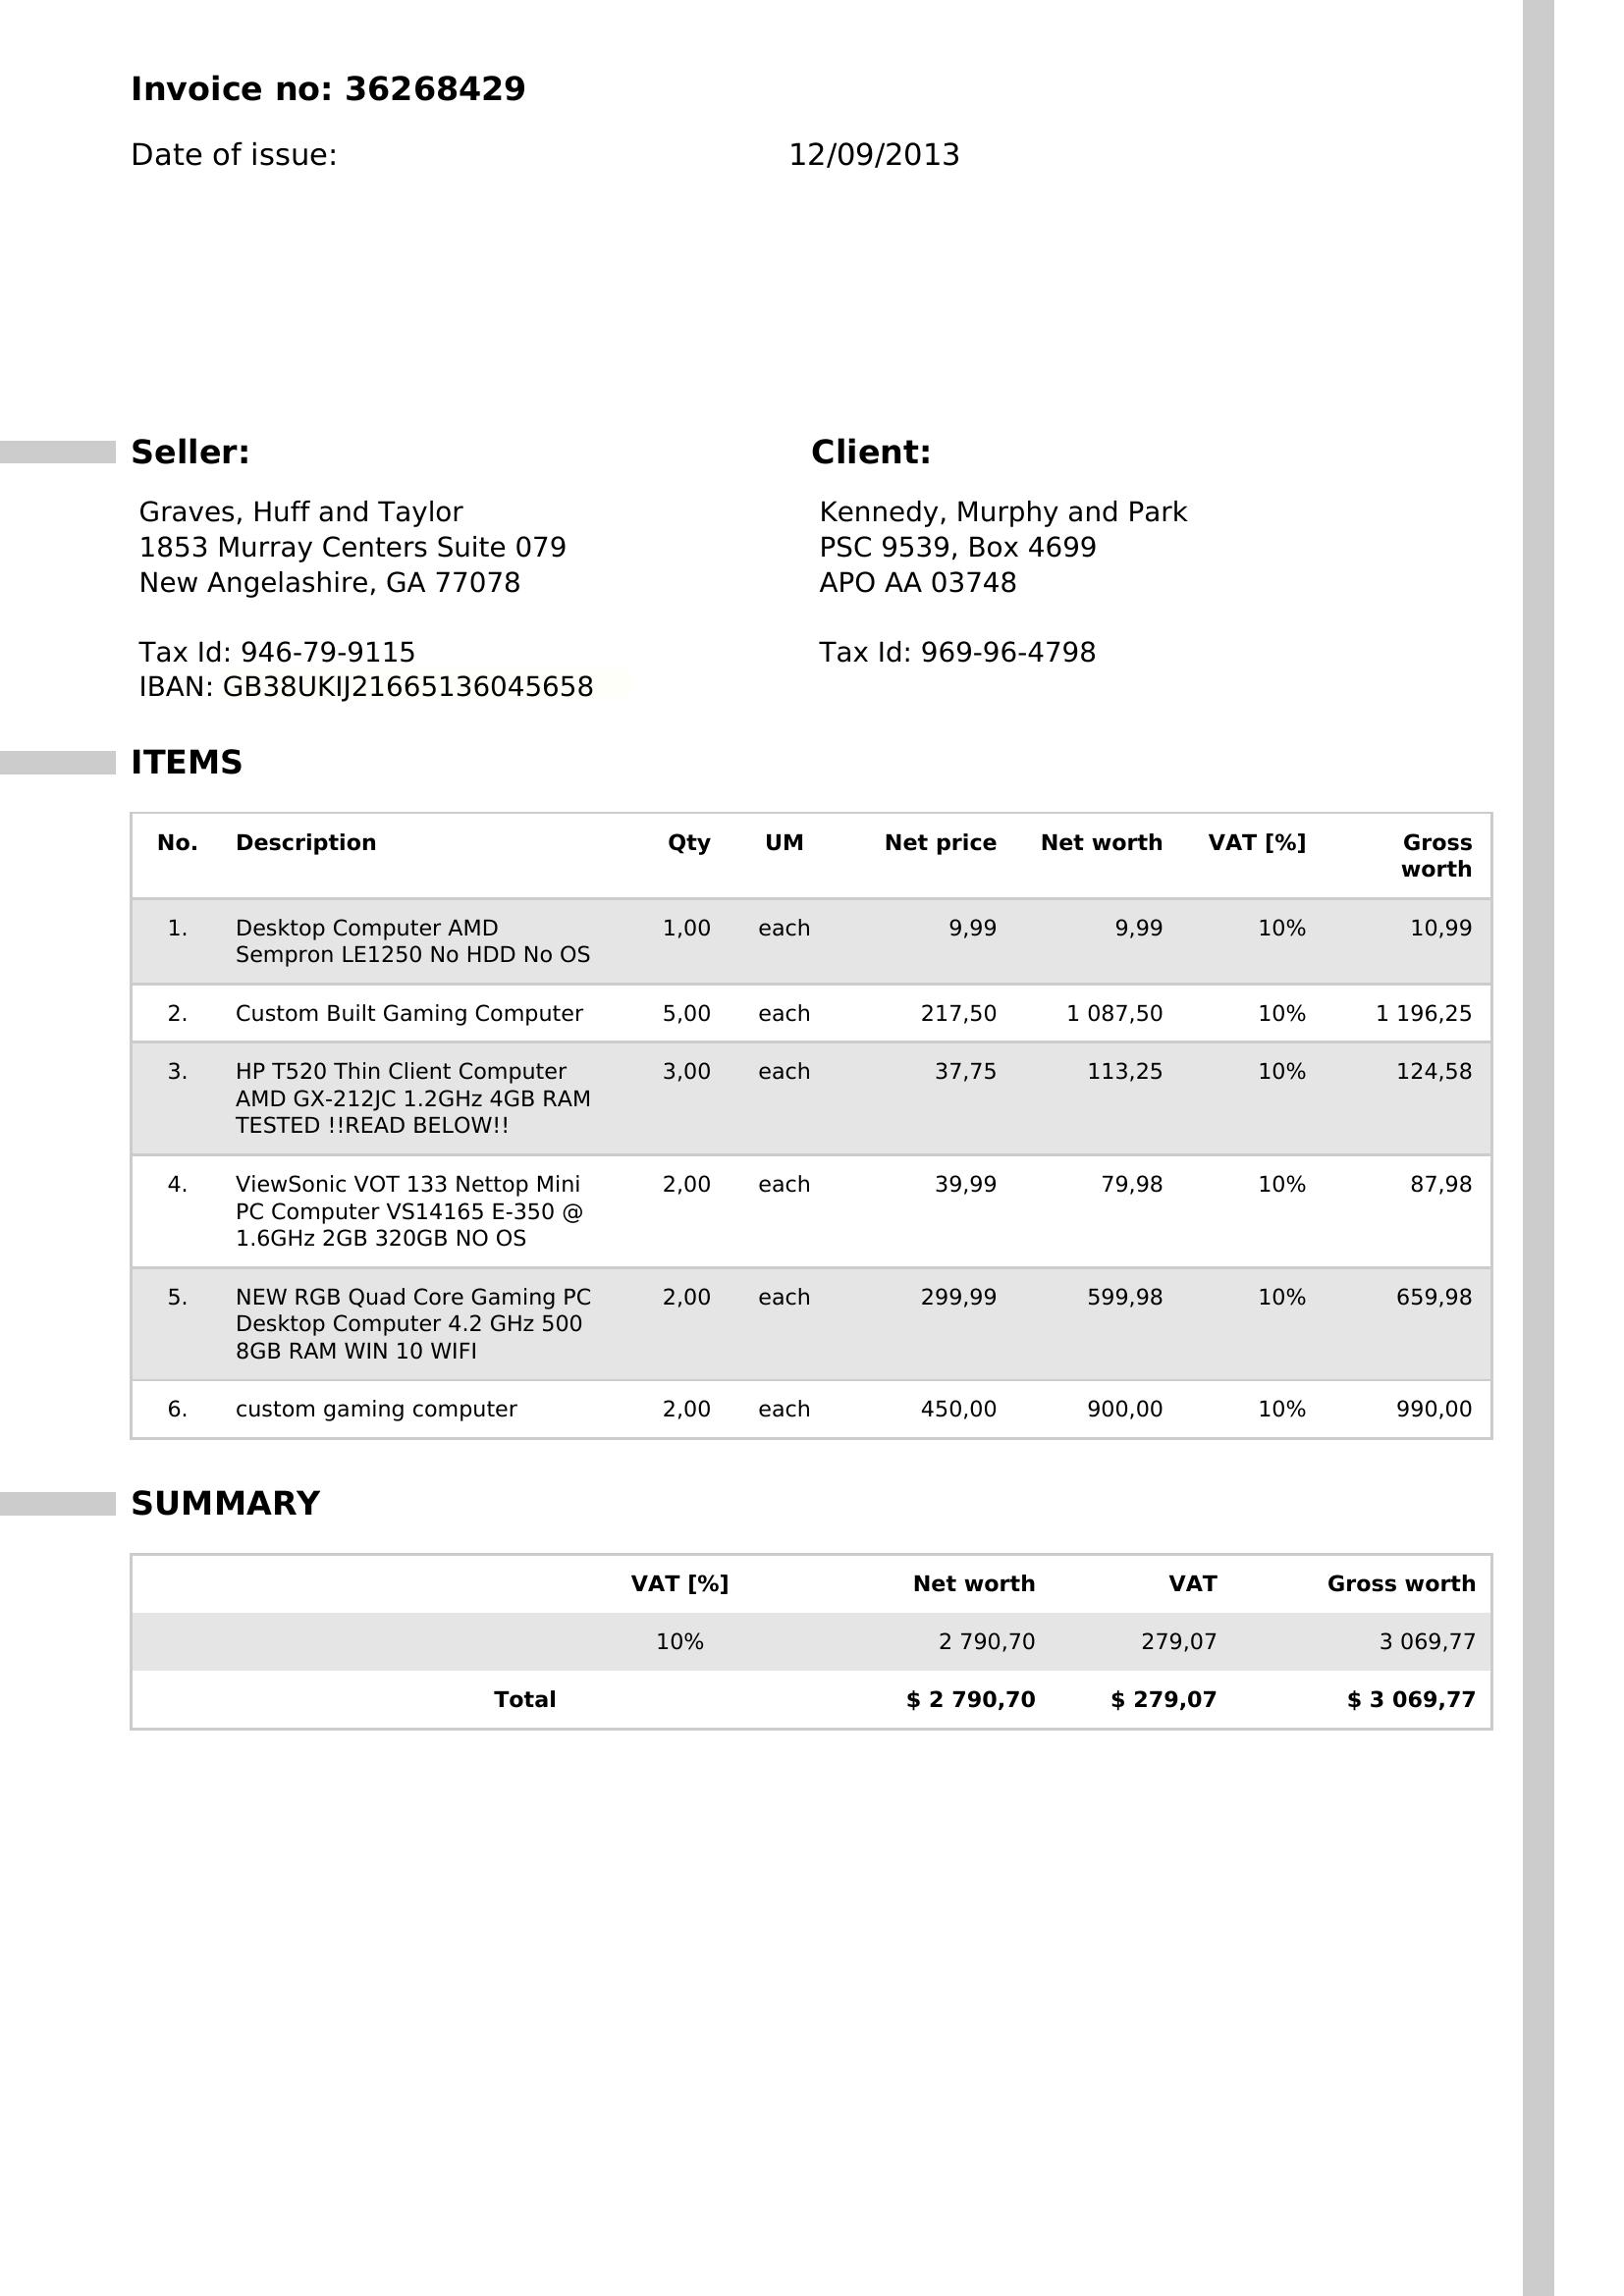 Invoice no: 36268429
Date of issue: 12/09/2013
Seller:
Graves, Huff and Taylor
1853 Murray Centers Suite 079
New Angelashire, GA 77078
Tax Id: 946-79-9115
IBAN: GB38UKIJ21665136045658
Client:
Kennedy, Murphy and Park
PSC 9539, Box 4699
APO AA 03748
Tax Id: 969-96-4798
ITEMS
No. Description Qty UM Net price Net worth VAT [%] Gross
worth
1. Desktop Computer AMD 1,00 each 9,99 9,99 10% 10,99
Sempron LE1250 No HDD No OS
2. Custom Built Gaming Computer 5,00 each 217,50 1 087,50 10% 1 196,25
3. HP T520 Thin Client Computer 3,00 each 37,75 113,25 10% 124,58
AMD GX-212JC 1.2GHz 4GB RAM
TESTED !!READ BELOW!!
4. ViewSonic VOT 133 Nettop Mini 2,00 each 39,99 79,98 10% 87,98
PC Computer VS14165 E-350 @
1.6GHz 2GB 320GB NO OS
5. NEW RGB Quad Core Gaming PC 2,00 each 299,99 599,98 10% 659,98
Desktop Computer 4.2 GHz 500
8GB RAM WIN 10 WIFI
6. custom gaming computer 2,00 each 450,00 900,00 10% 990,00
SUMMARY
VAT [%] Net worth VAT Gross worth
10% 2 790,70 279,07 3 069,77
Total $ 2 790,70 $ 279,07 $ 3 069,77